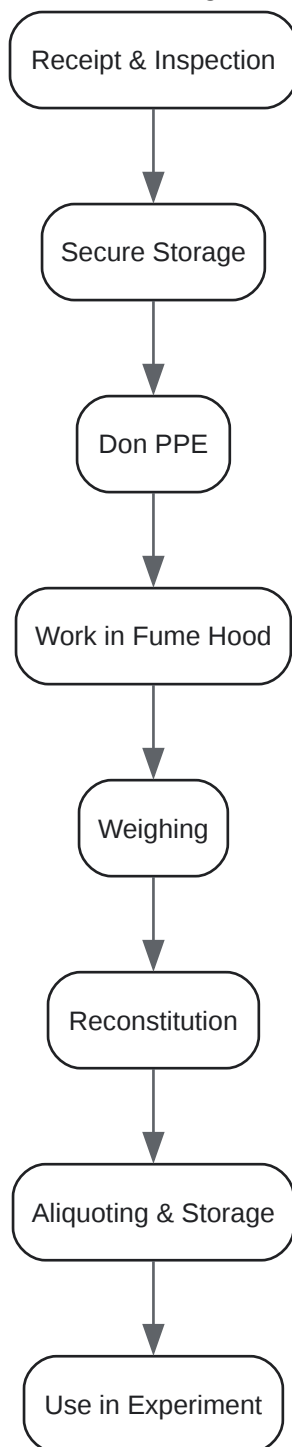 Receipt & Inspection
Secure Storage
Don PPE
Work in Fume Hood
Weighing
Reconstitution
Aliquoting & Storage
Use in Experiment